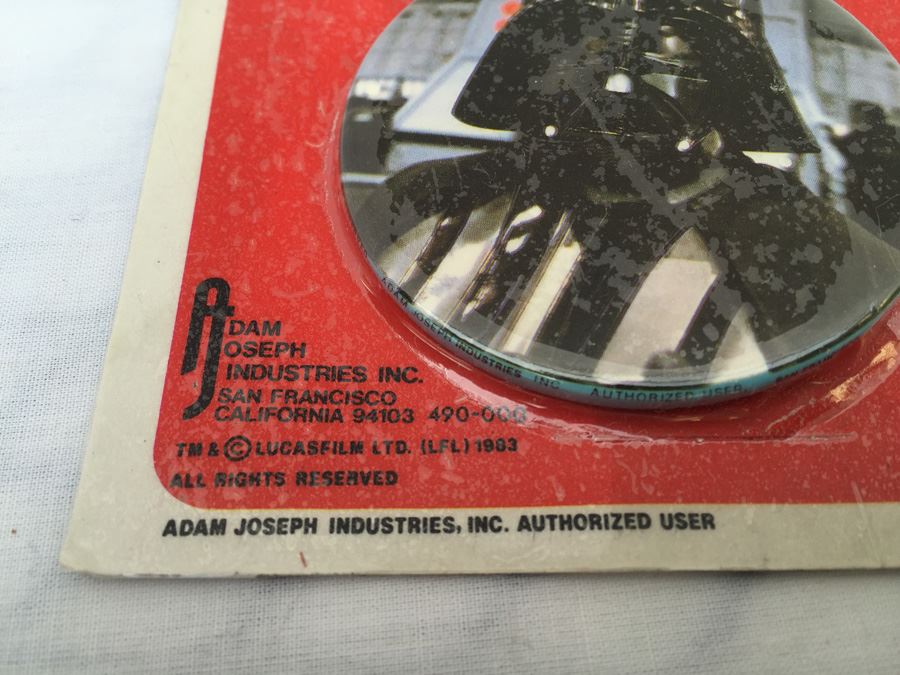 ADAM
JOSEPH
INDUSTRIES INC.
SAN FRANCISCO
CALIFORNIA 94103 490-000
TM & © LUCASFILM LTD. (LFL) 1983
ALL RIGHTS RESERVED
ADAM JOSEPH INDUSTRIES, INC. AUTHORIZED USER
ADAM JOSEPH INDUSTRIES INC AUTHORIZED USER